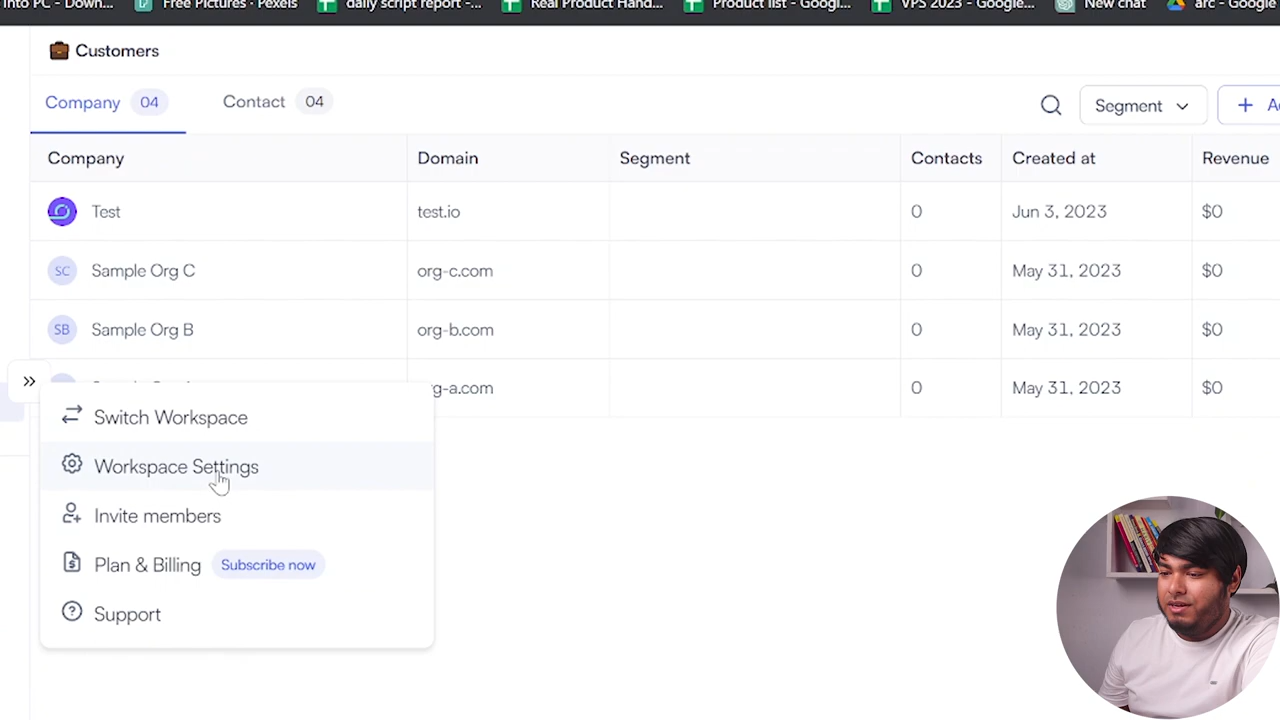 into PC - Down...
Free Pictures · Pexels
daily script report -...
Real Product Hand...
Product list - Googl...
VPS 2023 - Google...
New chat
arc - Google
Customers
Company 04
Contact 04
Segment
Company Domain Segment Contacts Created at Revenue
Test test.io 0 Jun 3, 2023 $0
SC Sample Org C org-c.com 0 May 31, 2023 $0
SB Sample Org B org-b.com 0 May 31, 2023 $0
g-a.com 0 May 31, 2023 $0
Switch Workspace
Workspace Settings
Invite members
Plan & Billing Subscribe now
Support